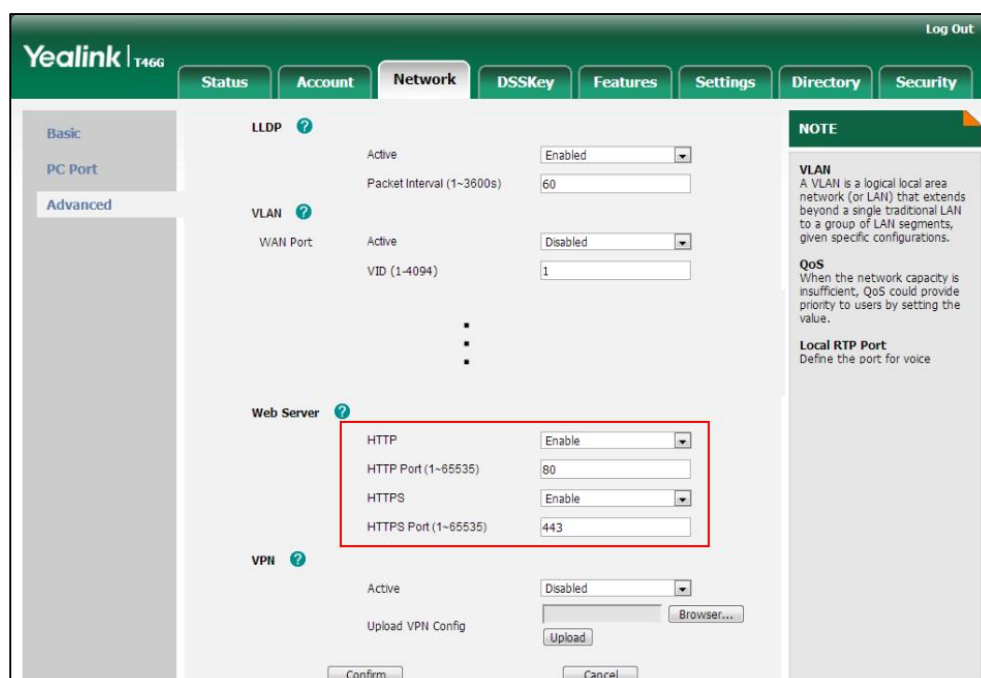 Log Out
Yealink T46G
Status Account Network DSSKey Features Settings Directory Security
Basic
PC Port
Advanced
LLDP ?
Active Enabled
Packet Interval (1~3600s) 60
VLAN ?
WAN Port Active Disabled
VID (1-4094) 1
Web Server ?
HTTP Enable
HTTP Port (1~65535) 80
HTTPS Enable
HTTPS Port (1~65535) 443
VPN ?
Active Disabled
Upload VPN Config Browser...
Upload
Confirm Cancel
NOTE
VLAN
A VLAN is a logical local area
network (or LAN) that extends
beyond a single traditional LAN
to a group of LAN segments,
given specific configurations.
QoS
When the network capacity is
insufficient, QoS could provide
priority to users by setting the
value.
Local RTP Port
Define the port for voice